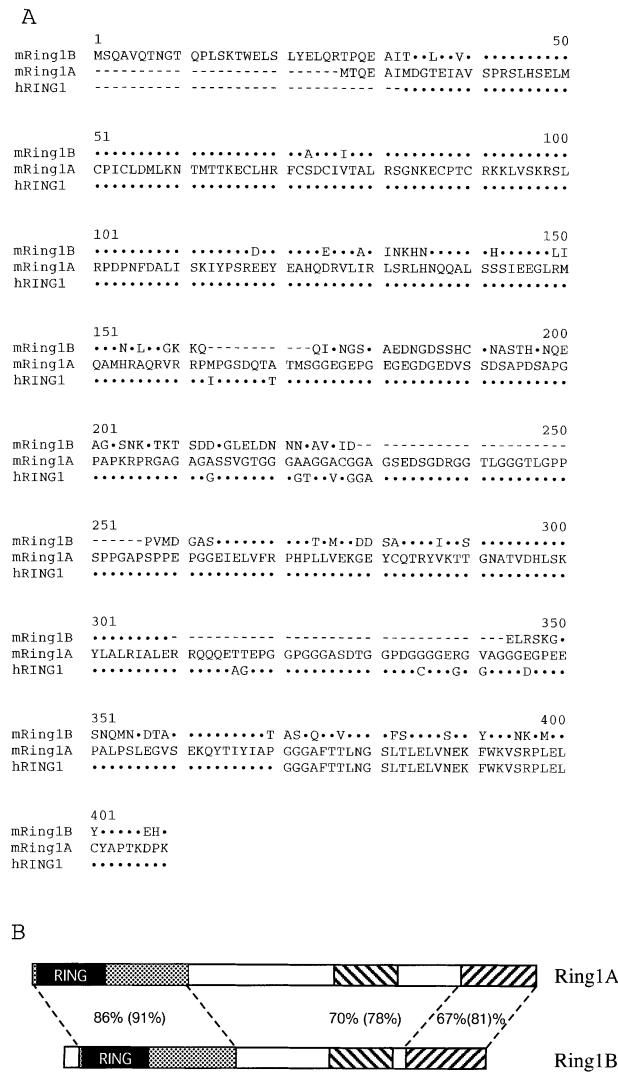 A
1 50
mRing1B MSQAVQTNGT QPLSKTWELS LYELQRTPQE AIT••L••V• ••••••••••
mRing1A ---------- ---------- ------MTQE AIMDGTEIAV SPRSLHSELM
hRING1 ---------- ---------- ---------- ---••••••• ••••••••••
51 100
mRing1B •••••••••• •••••••••• ••A•••I••• •••••••••• ••••••••••
mRing1A CPICLDMLKN TMTTKECLHR FCSDCIVTAL RSGNKECPTC RKKLVSKRSL
hRING1 •••••••••• •••••••••• •••••••••• •••••••••• ••••••••••
101 150
mRing1B •••••••••• •••••••D•• ••••E•••A• INKHN••••• •H••••••LI
mRing1A RPDPNFDALI SKIYPSREEY EAHQDRVLIR LSRLHNQQAL SSSIEEGLRM
hRING1 •••••••••• •••••••••• •••••••••• •••••••••• ••••••••••
151 200
mRing1B •••N•L••GK KQ-------- ---QI•NGS• AEDNGDSSHC •NASTH•NQE
mRing1A QAMHRAQRVR RPMPGSDQTA TMSGGEGEPG EGEGDGEDVS SDSAPDSAPG
hRING1 •••••••••• ••I••••••T •••••••••• •••••••••• ••••••••••
201 250
mRing1B AG•SNK•TKT SDD•GLELDN NN•AV•ID-- ---------- ----------
mRing1A PAPKRPRGAG AGASSVGTGG GAAGGACGGA GSEDSGDRGG TLGGGTLGPP
hRING1 •••••••••• ••G••••••• •GT••V•GGA •••••••••• ••••••••••
251 300
mRing1B ------PVMD GAS••••••• •••T•M••DD SA••••I••S ••••••••••
mRing1A SPPGAPSPPE PGGEIELVFR PHPLLVEKGE YCQTRYVKTT GNATVDHLSK
hRING1 •••••••••• •••••••••• •••••••••• •••••••••• ••••••••••
301 350
mRing1B •••••••••- ---------- ---------- ---------- ---ELRSKG•
mRing1A YLALRIALER RQQQETTEPG GPGGGASDTG GPDGGGGERG VAGGGEGPEE
hRING1 •••••••••• •••••AG••• •••••••••• ••••C•••G• G••••D••••
351 400
mRing1B SNQMN•DTA• •••••••••T AS•Q••V••• •FS••••S•• Y•••NK•M••
mRing1A PALPSLEGVS EKQYTIYIAP GGGAFTTLNG SLTLELVNEK FWKVSRPLEL
hRING1 •••••••••• •••••••••• GGGAFTTLNG SLTLELVNEK FWKVSRPLEL
401
mRing1B Y•••••EH•
mRing1A CYAPTKDPK
hRING1 •••••••••
B
RING Ring1A
86% (91%) 70% (78%) 67%(81)%
RING Ring1B